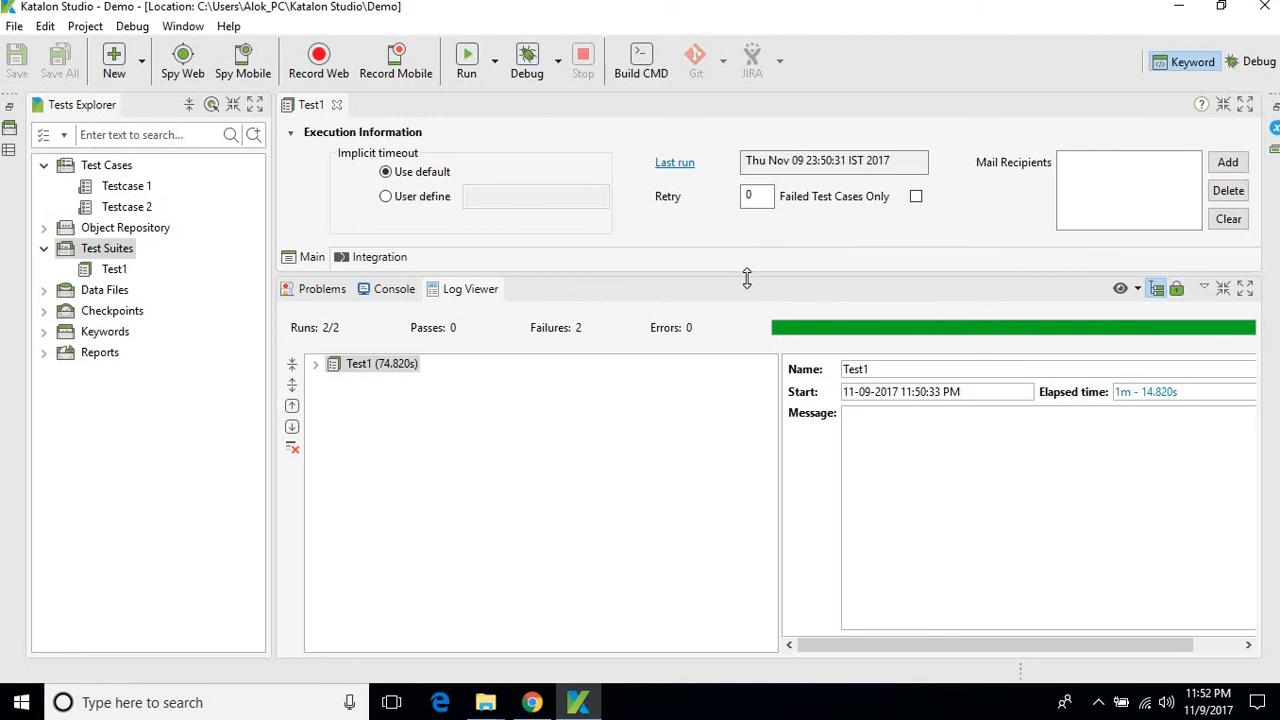 Katalon Studio - Demo - [Location: C:\Users\Alok_PC\Katalon Studio\Demo]
File Edit Project Debug Window Help
Save Save All New Spy Web Spy Mobile Record Web Record Mobile Run Debug Stop Build CMD Git JIRA Keyword Debug
Tests Explorer
Enter text to search...
Test Cases
Testcase 1
Testcase 2
Object Repository
Test Suites
Test1
Data Files
Checkpoints
Keywords
Reports
Test1
Execution Information
Implicit timeout
Use default
User define
Last run Thu Nov 09 23:50:31 IST 2017
Retry 0 Failed Test Cases Only
Mail Recipients
Add
Delete
Clear
Main Integration
Problems Console Log Viewer
Runs: 2/2 Passes: 0 Failures: 2 Errors: 0
Test1 (74.820s)
Name: Test1
Start: 11-09-2017 11:50:33 PM Elapsed time: 1m - 14.820s
Message:
Type here to search
11:52 PM
11/9/2017